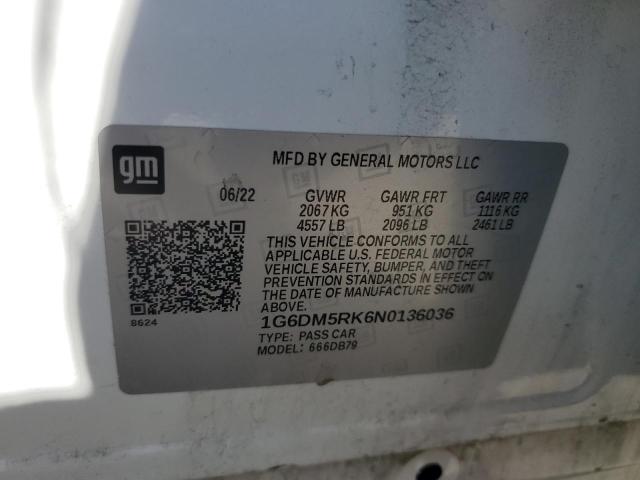 gm
MFD BY GENERAL MOTORS LLC
06/22 GVWR GAWR FRT GAWR RR
2067 KG 951 KG 1116 KG
4557 LB 2096 LB 2461 LB
THIS VEHICLE CONFORMS TO ALL
APPLICABLE U.S. FEDERAL MOTOR
VEHICLE SAFETY, BUMPER, AND THEFT
PREVENTION STANDARDS IN EFFECT ON
THE DATE OF MANUFACTURE SHOWN
ABOVE.
8624
1G6DM5RK6N0136036
TYPE: PASS CAR
MODEL: 666DB79